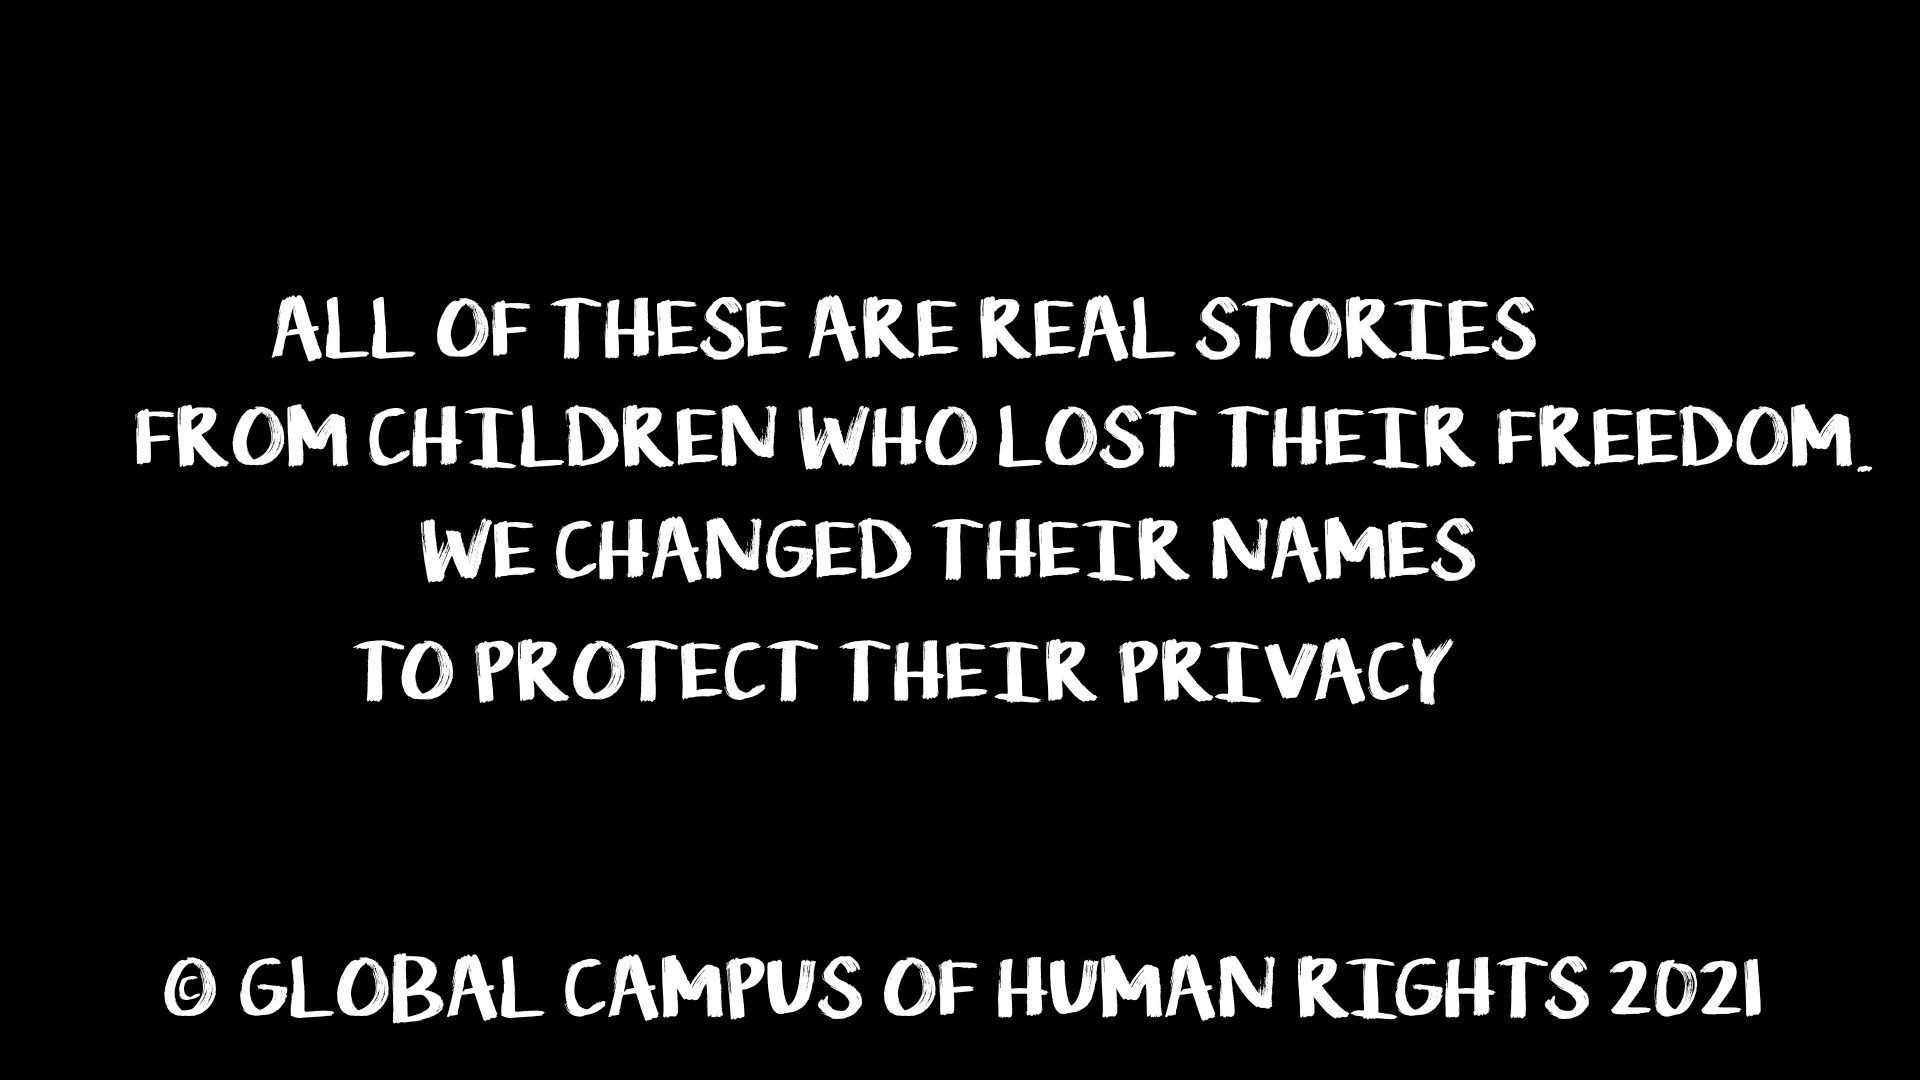 ALL OF THESE ARE REAL STORIES
FROM CHILDREN WHO LOST THEIR FREEDOM.
WE CHANGED THEIR NAMES
TO PROTECT THEIR PRIVACY
© GLOBAL CAMPUS OF HUMAN RIGHTS 2021